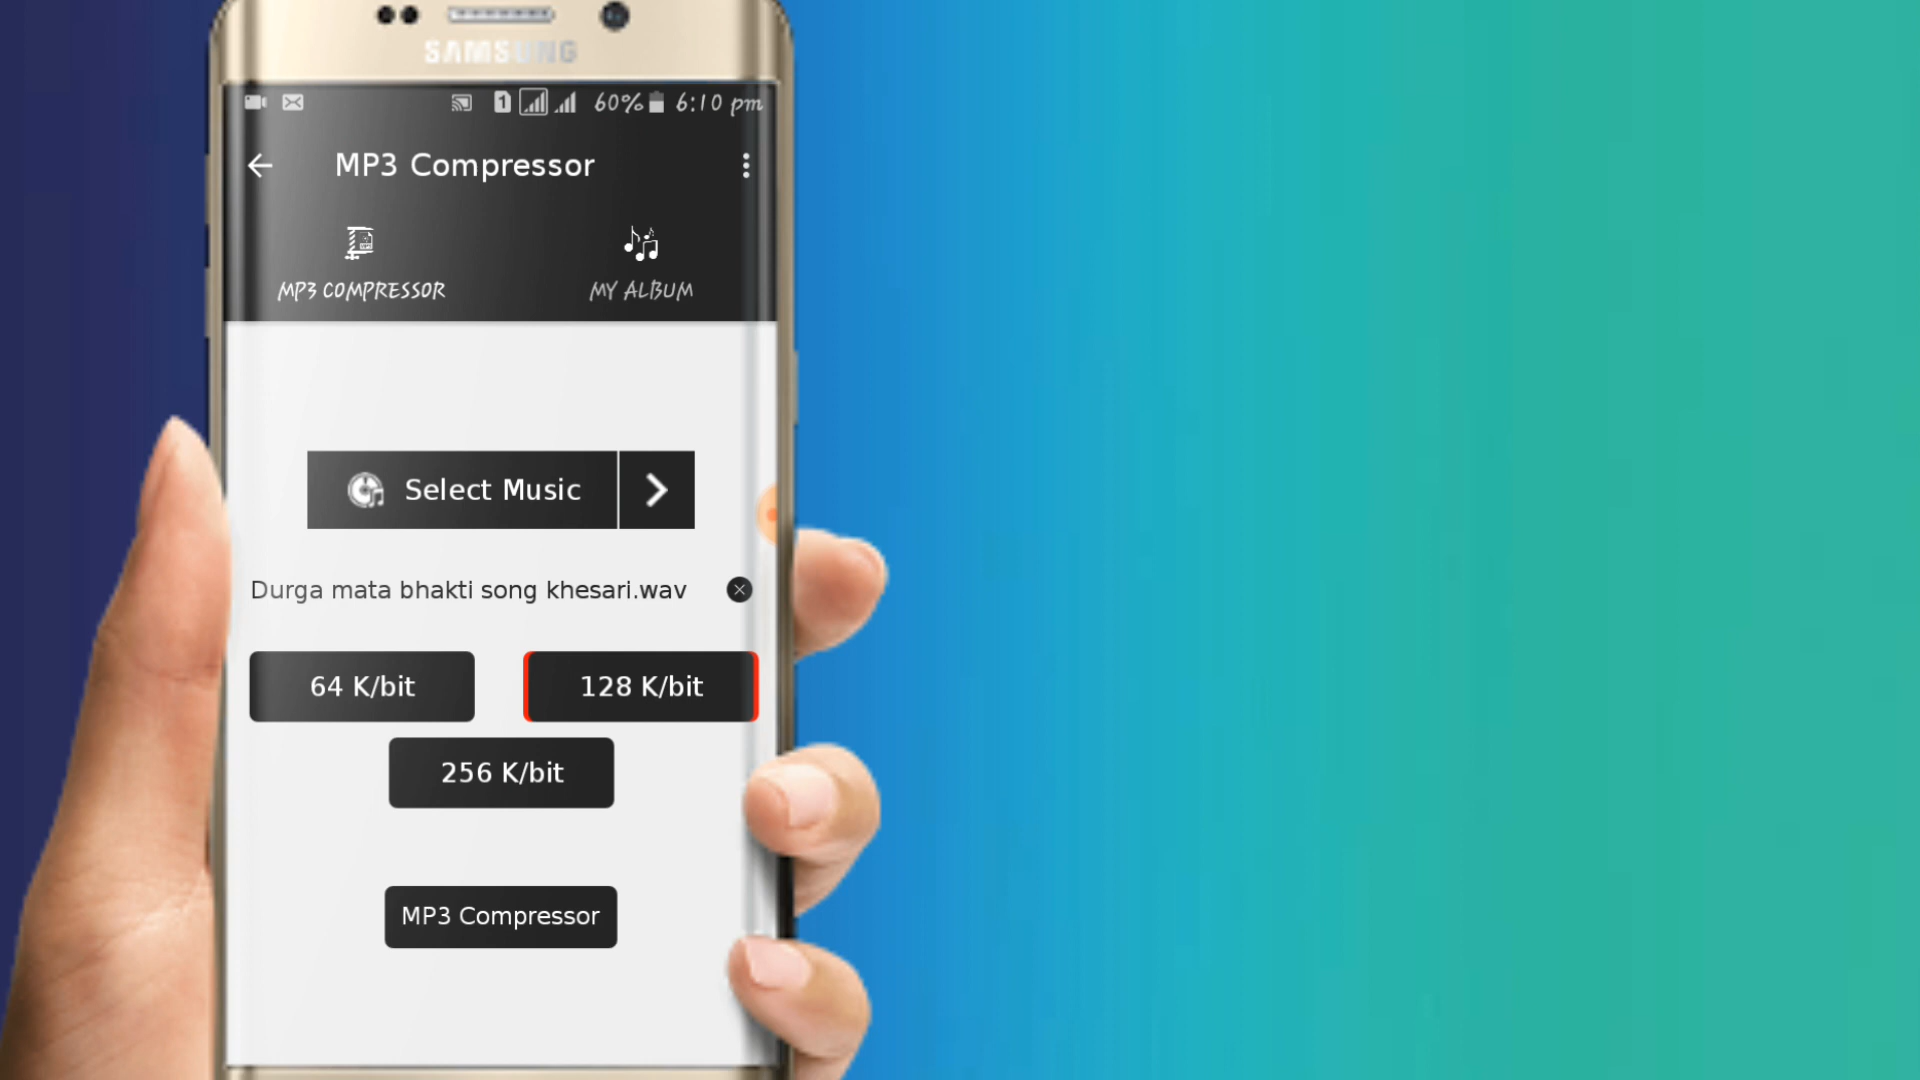 SAMSUNG
1 60% 6:10 pm
MP3 Compressor
MP3 COMPRESSOR MY ALBUM
Select Music
Durga mata bhakti song khesari.wav
64 K/bit 128 K/bit
256 K/bit
MP3 Compressor